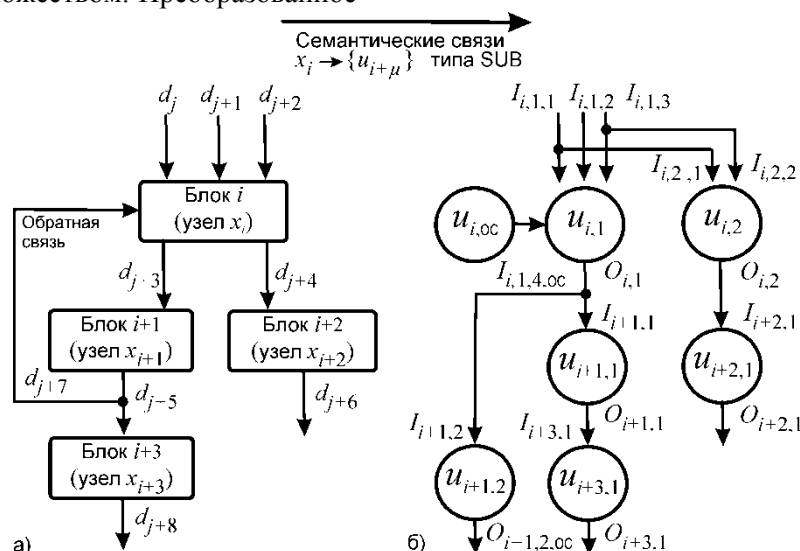 Преобразованное
Семантические связи
x_i → {u_{i+μ}} типа SUB
d_j d_{j+1} d_{j+2}
I_{i,1,1} I_{i,1,2} I_{i,1,3}
Блок i
(узел x_i)
Обратная
связь
I_{i,2,1} I_{i,2,2}
u_{i,ос} u_{i,1} u_{i,2}
d_{j+3} d_{j+4}
I_{i,1,4,ос} O_{i,1} O_{i,2}
Блок i+1
(узел x_{i+1})
Блок i+2
(узел x_{i+2})
I_{i+1,1} I_{i+2,1}
u_{i+1,1} u_{i+2,1}
d_{j+7} d_{j–5} d_{j+6}
I_{i+1,2} I_{i+3,1} O_{i+1,1} O_{i+2,1}
Блок i+3
(узел x_{i+3})
u_{i+1,2} u_{i+3,1}
d_{j+8}
O_{i–1,2,ос} O_{i+3,1}
а) б)